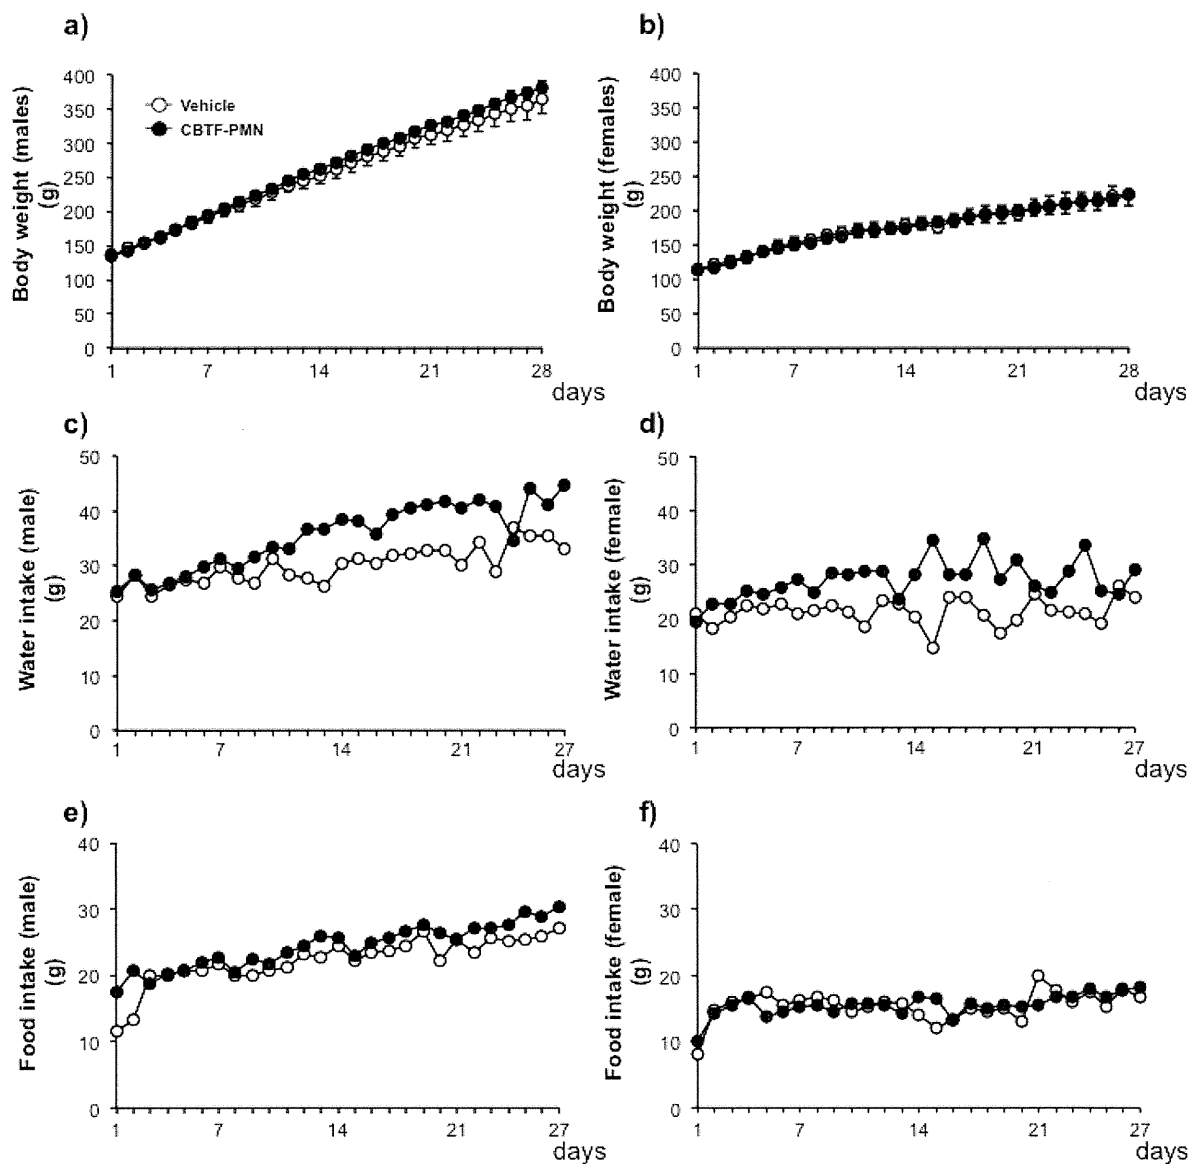 a)
Body weight (males)
(g)
400
350
300
250
200
150
100
50
0
Vehicle
CBTF-PMN
1
7
14
21
28
days
b)
Body weight (females)
(g)
400
350
300
250
200
150
100
50
0
1
7
14
21
28
days
c)
Water intake (male)
(g)
50
40
30
20
10
0
1
7
14
21
27
days
d)
Water intake (female)
(g)
50
40
30
20
10
0
1
7
14
21
27
days
e)
Food intake (male)
(g)
40
30
20
10
0
1
7
14
21
27
days
f)
Food intake (female)
(g)
40
30
20
10
0
1
7
14
21
27
days